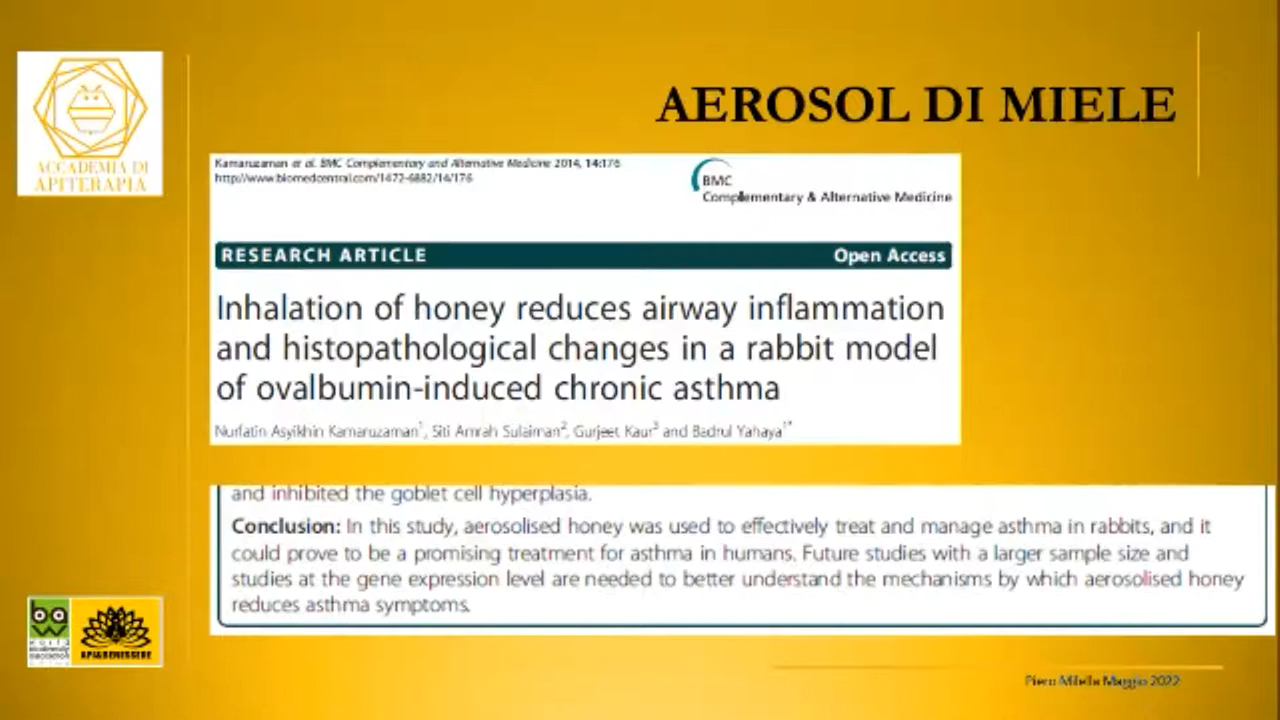 AEROSOL DI MIELE
ACCADEMIA DI
APITERAPIA
Kamaruzaman et al. BMC Complementary and Alternative Medicine 2014, 14:176
http://www.biomedcentral.com/1472-6882/14/176
BMC
Complementary & Alternative Medicine
RESEARCH ARTICLE Open Access
Inhalation of honey reduces airway inflammation
and histopathological changes in a rabbit model
of ovalbumin-induced chronic asthma
Nurfatin Asyikhin Kamaruzaman1, Siti Amrah Sulaiman2, Gurjeet Kaur3 and Badrul Yahaya1*
and inhibited the goblet cell hyperplasia.
Conclusion: In this study, aerosolised honey was used to effectively treat and manage asthma in rabbits, and it
could prove to be a promising treatment for asthma in humans. Future studies with a larger sample size and
studies at the gene expression level are needed to better understand the mechanisms by which aerosolised honey
reduces asthma symptoms.
API&BENESSERE
Piero Milella Maggio 2022